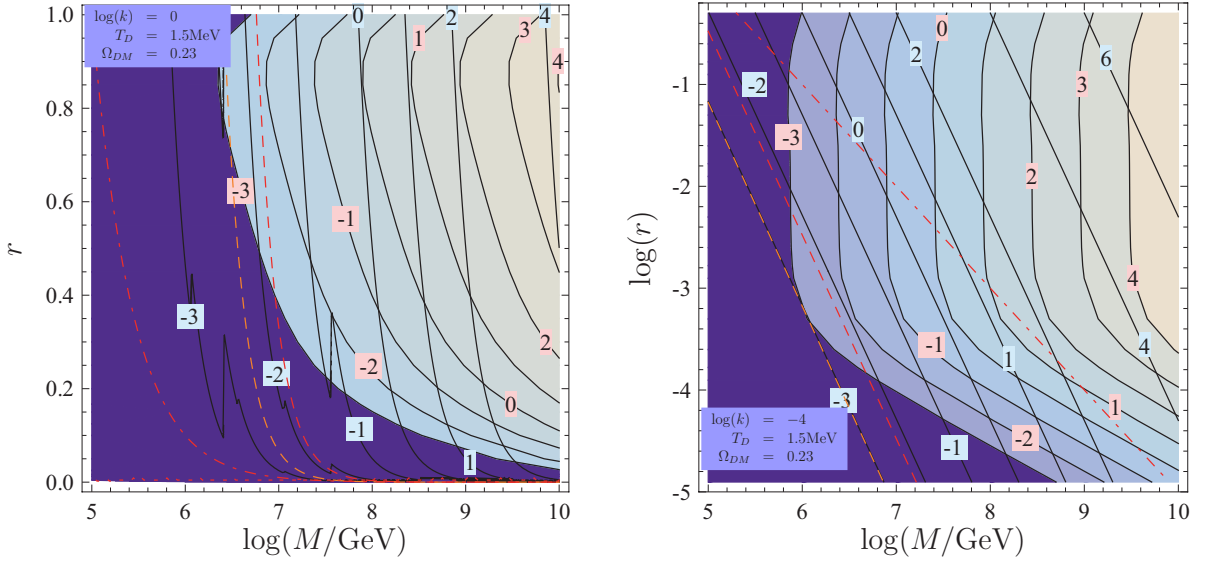 log(k) = 0
T_D = 1.5MeV
Ω_DM = 0.23
1.0
0.8
0.6
0.4
0.2
0.0
r
0 2 4
1 3
4
-3
-1
-3
-2
-2
2
0
-1
1
5 6 7 8 9 10
log(M/GeV)
0
2 6
-1
-2 3
-3 0
2
-2
-3
4
-1 4
1
-4
-3 1
-2
-1
-5
log(r)
log(k) = −4
T_D = 1.5MeV
Ω_DM = 0.23
5 6 7 8 9 10
log(M/GeV)